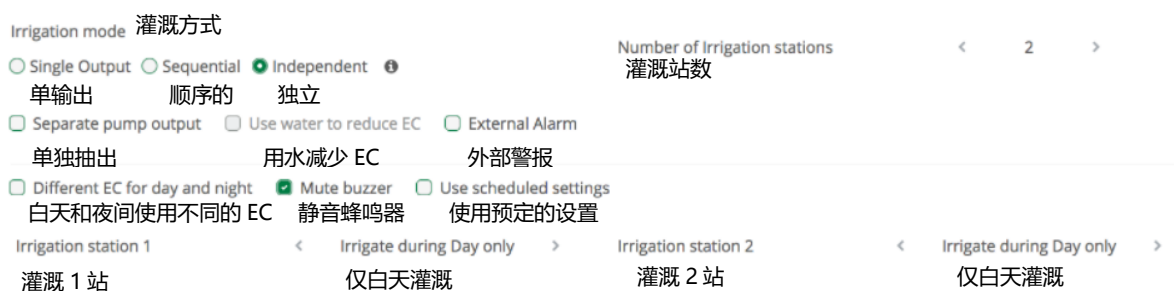 Irrigation mode 灌溉方式
Number of Irrigation stations 2
灌溉站数
Single Output Sequential Independent
单输出 顺序的 独立
Separate pump output Use water to reduce EC External Alarm
单独抽出 用水减少 EC 外部警报
Different EC for day and night Mute buzzer Use scheduled settings
白天和夜间使用不同的 EC 静音蜂鸣器 使用预定的设置
Irrigation station 1 Irrigate during Day only Irrigation station 2 Irrigate during Day only
灌溉 1 站 仅白天灌溉 灌溉 2 站 仅白天灌溉